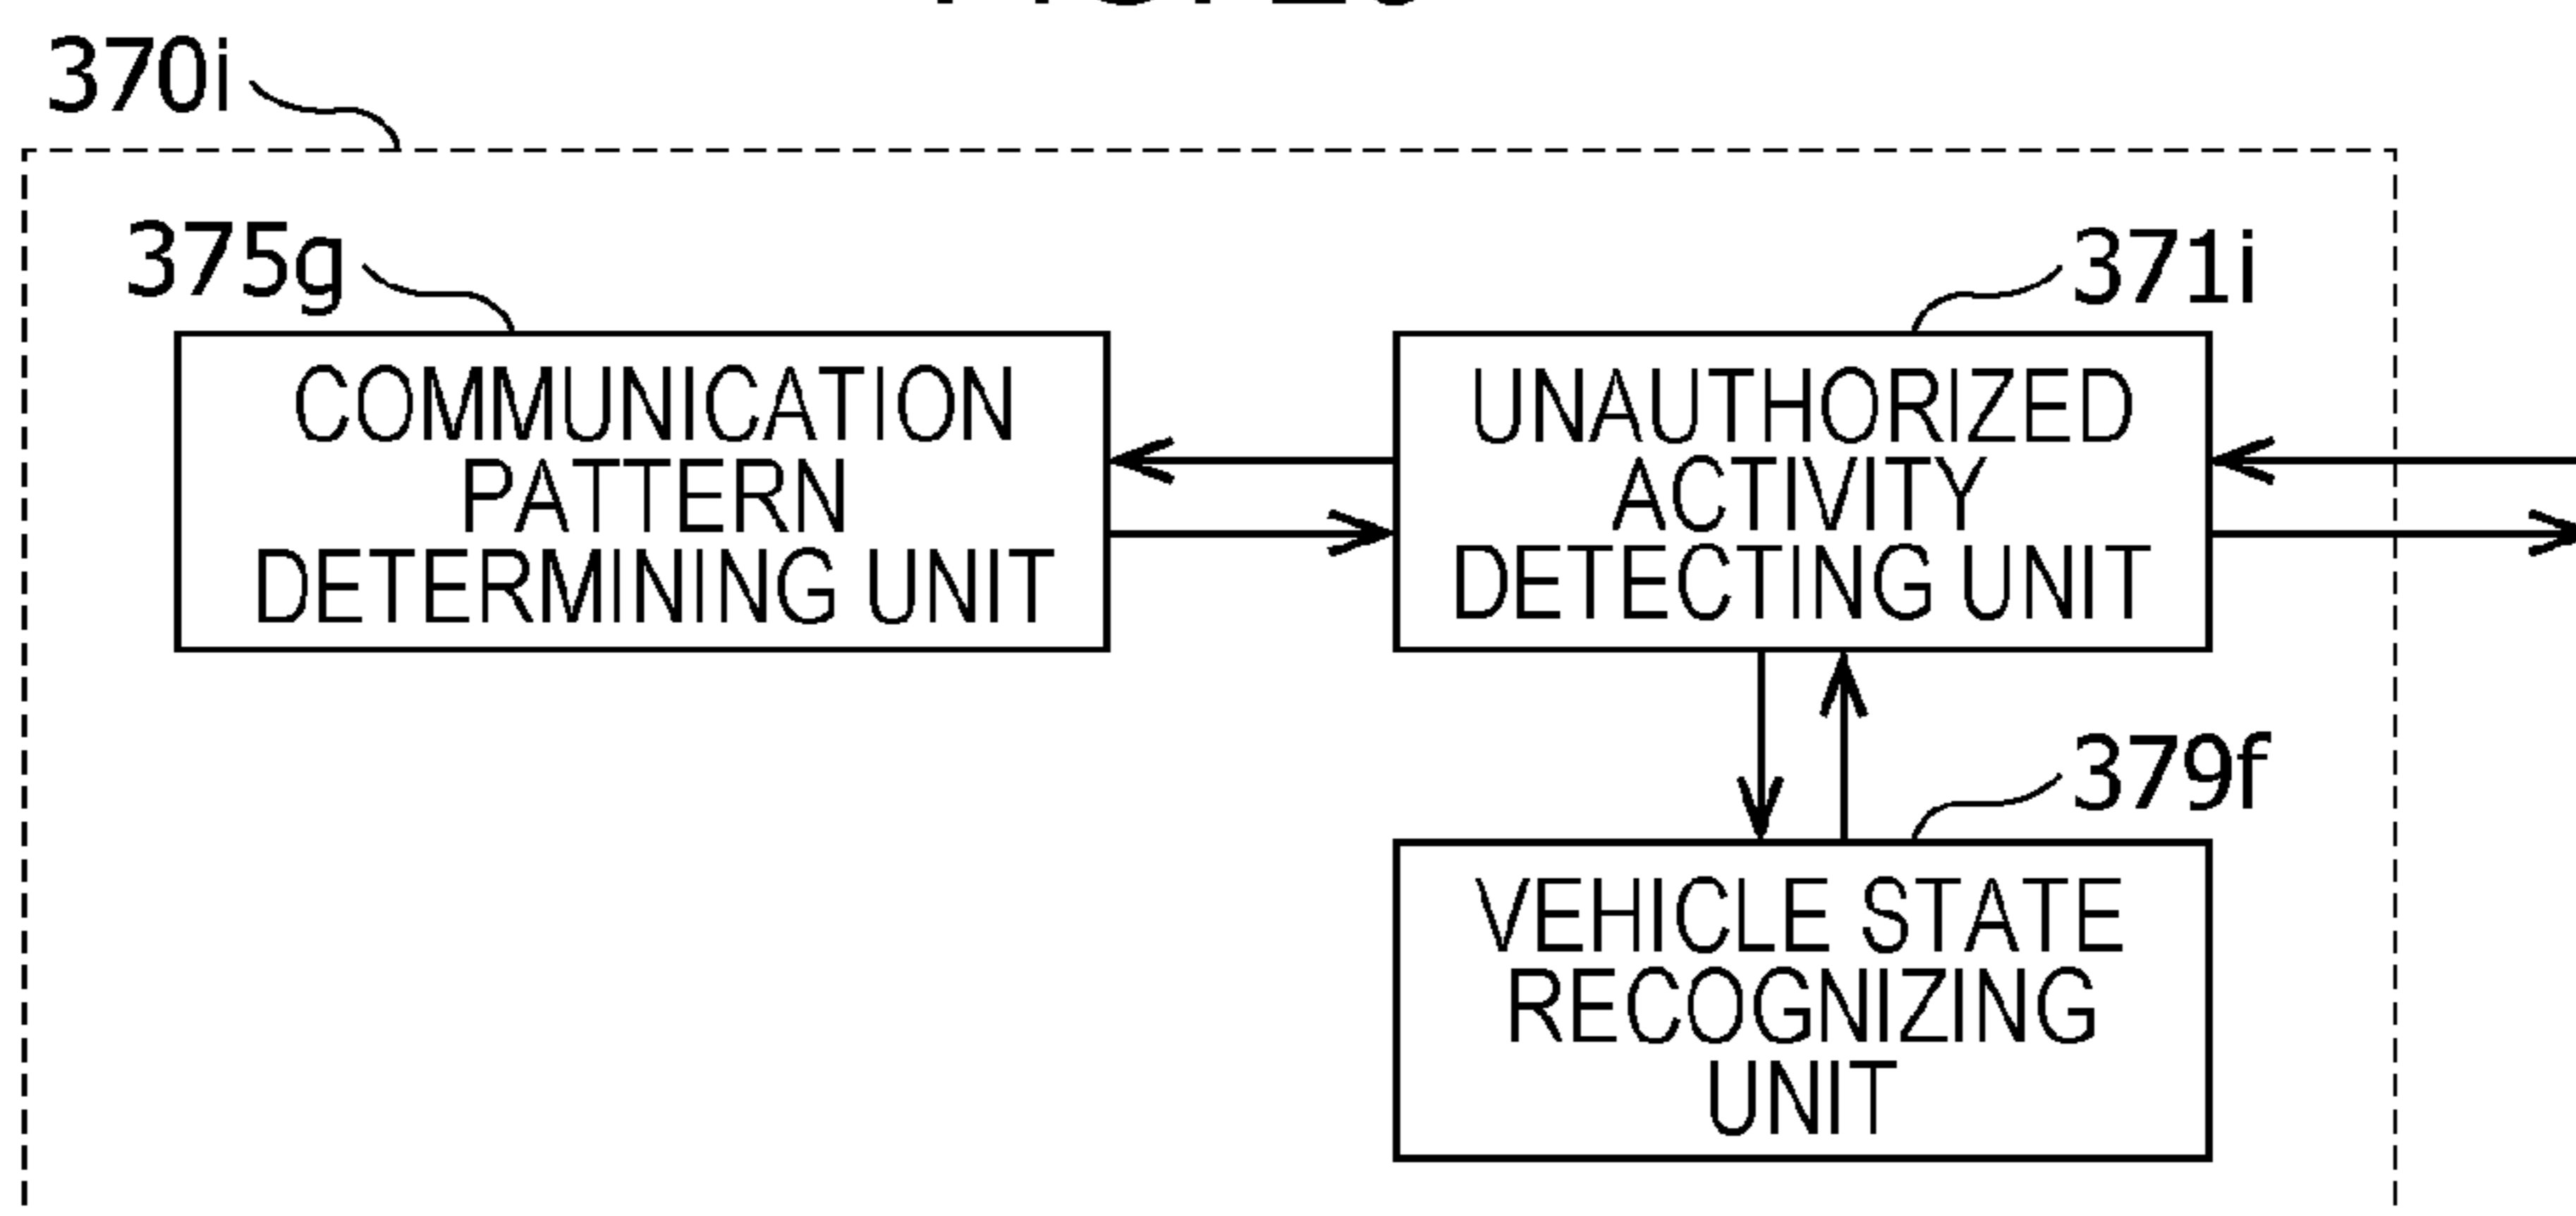 370i
375g
371i
COMMUNICATION
PATTERN
DETERMINING UNIT
UNAUTHORIZED
ACTIVITY
DETECTING UNIT
379f
VEHICLE STATE
RECOGNIZING
UNIT